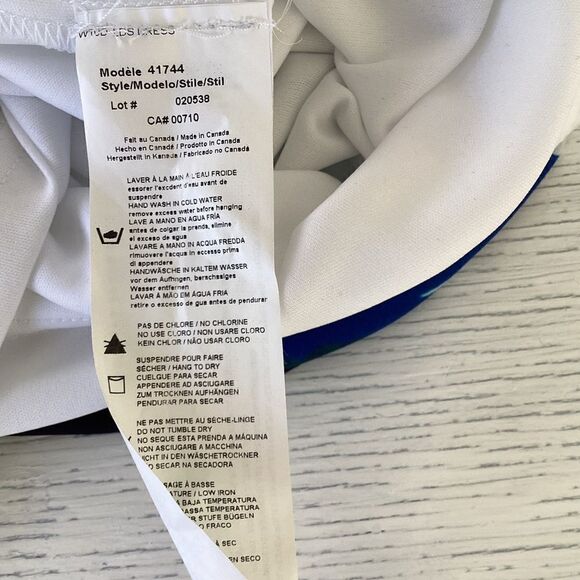 Modèle 41744
Style/Modelo/Stile/Stil
Lot # 020538
CA# 00710
Fait au Canada / Made in Canada
Hecho en Canadá / Prodotto in Canada
Hergestellt in Kanada / Fabricado no Canadá
LAVER À LA MAIN À L'EAU FROIDE
essorer l'excdent d'eau avant de
suspendre
HAND WASH IN COLD WATER
remove excess water before hanging
LAVE A MANO EN AGUA FRÍA
antes de colgar la prenda, elimine
el exceso de agua
LAVARE A MANO IN ACQUA FREDDA
rimuovere l'acqua in eccesso prima
di appendere
HANDWÄSCHE IN KALTEM WASSER
vor dem Aufhngen, berschssiges
Wasser entfernen
LAVAR À MÃO EM ÁGUA FRIA
retire o excesso de gua antes de pendurar
PAS DE CHLORE / NO CHLORINE
NO USE CLORO / NON USARE CLORO
KEIN CHLOR / NÃO USAR CLORO
SUSPENDRE POUR FAIRE
SÉCHER / HANG TO DRY
CUELGUE PARA SECAR
APPENDERE AD ASCIUGARE
ZUM TROCKNEN AUFHÄNGEN
PENDURAR PARA SECAR
NE PAS METTRE AU SÈCHE-LINGE
DO NOT TUMBLE DRY
NO SEQUE ESTA PRENDA A MÁQUINA
NON ASCIUGARE A MACCHINA
NICHT IN DEN WÄSCHETROCKNER
SECAR NA SECADORA
À BASSE
/ LOW IRON
BAJA TEMPERATURA
TEMPERATURA
STUFE BÜGELN
FRACO
À SEC
EN SECO